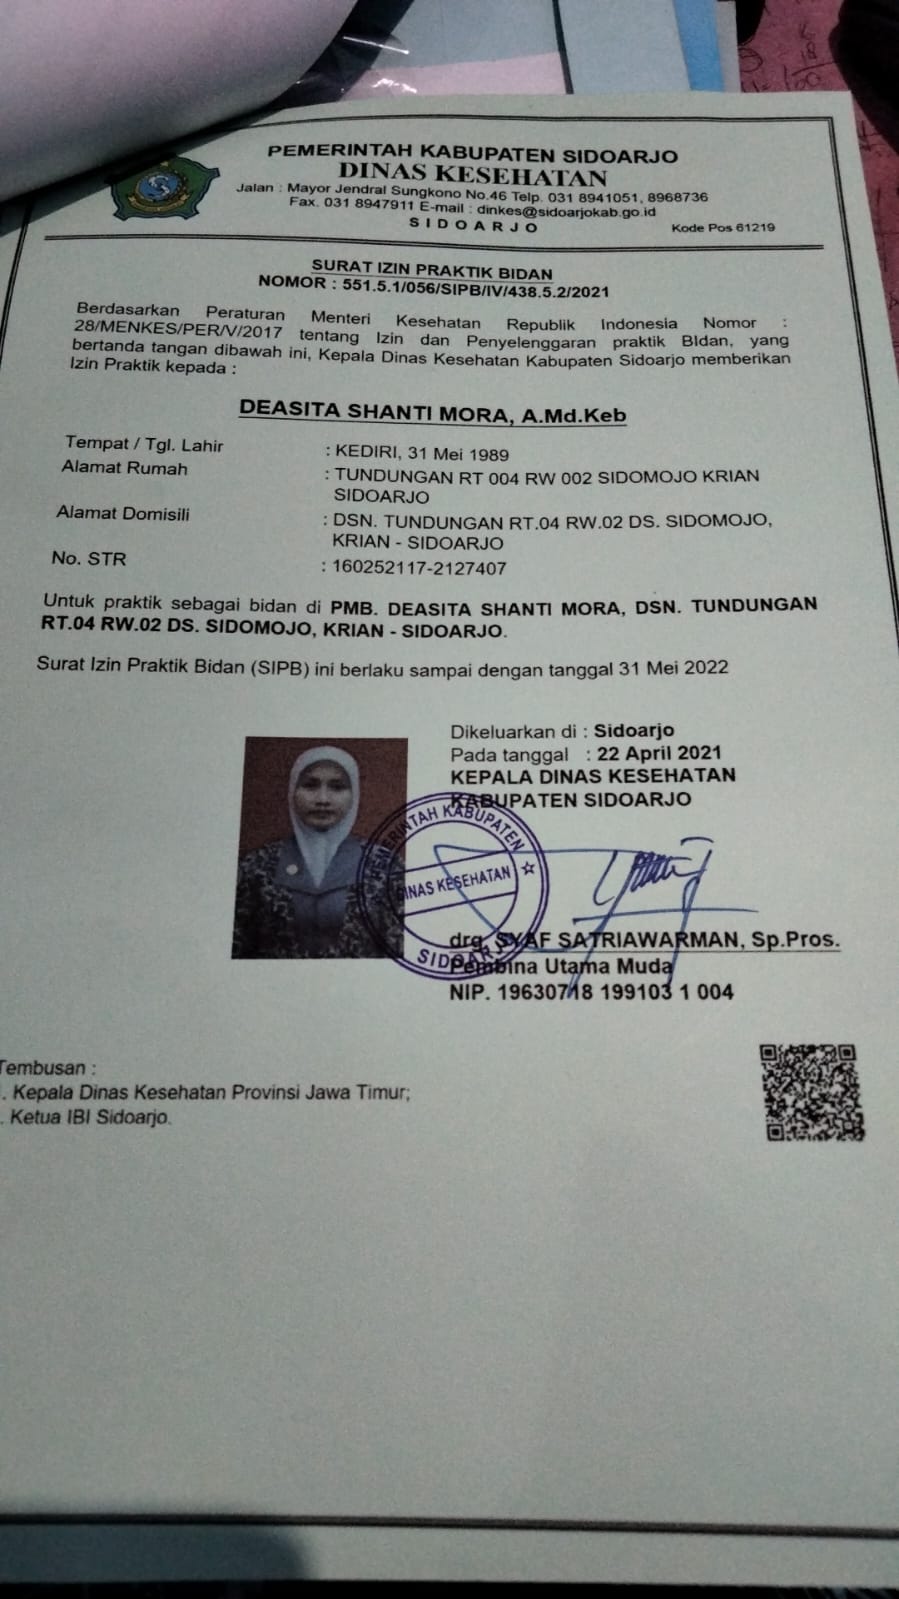 PEMERINTAH KABUPATEN SIDOARJO
DINAS KESEHATAN
Jalan : Mayor Jendral Sungkono No.46 Telp. 031 8941051, 8968736
Fax. 031 8947911 E-mail : dinkes@sidoarjokab.go.id
SIDOARJO
Kode Pos 61219
SURAT IZIN PRAKTIK BIDAN
NOMOR : 551.5.1/056/SIPB/IV/438.5.2/2021
Berdasarkan Peraturan Menteri Kesehatan Republik Indonesia Nomor :
28/MENKES/PER/V/2017 tentang Izin dan Penyelenggaran praktik BIdan, yang
bertanda tangan dibawah ini, Kepala Dinas Kesehatan Kabupaten Sidoarjo memberikan
Izin Praktik kepada :
DEASITA SHANTI MORA, A.Md.Keb
Tempat / Tgl. Lahir : KEDIRI, 31 Mei 1989
Alamat Rumah : TUNDUNGAN RT 004 RW 002 SIDOMOJO KRIAN
SIDOARJO
Alamat Domisili : DSN. TUNDUNGAN RT.04 RW.02 DS. SIDOMOJO,
KRIAN - SIDOARJO
No. STR : 160252117-2127407
Untuk praktik sebagai bidan di PMB. DEASITA SHANTI MORA, DSN. TUNDUNGAN
RT.04 RW.02 DS. SIDOMOJO, KRIAN - SIDOARJO.
Surat Izin Praktik Bidan (SIPB) ini berlaku sampai dengan tanggal 31 Mei 2022
Dikeluarkan di : Sidoarjo
Pada tanggal : 22 April 2021
KEPALA DINAS KESEHATAN
KABUPATEN SIDOARJO
PEMERINTAH KABUPATEN
DINAS KESEHATAN
SIDOARJO
drg. SYAF SATRIAWARMAN, Sp.Pros.
Pembina Utama Muda
NIP. 19630718 199103 1 004
Tembusan :
. Kepala Dinas Kesehatan Provinsi Jawa Timur;
. Ketua IBI Sidoarjo.